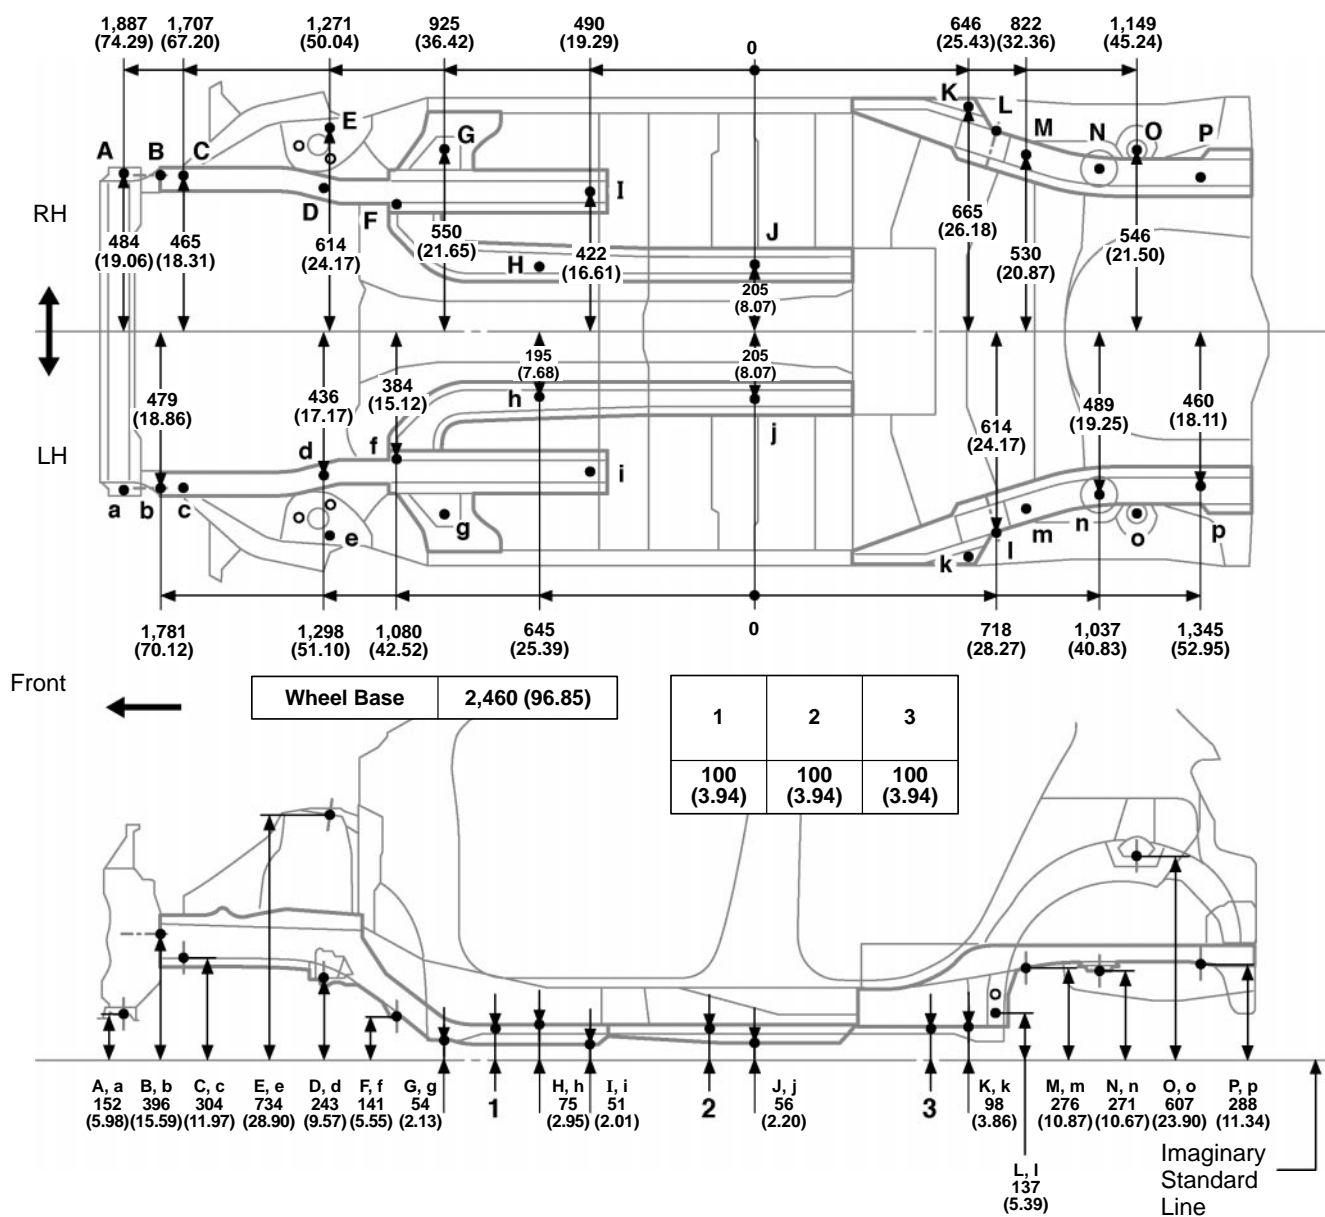 1,887 1,707 1,271 925 490 0 646 822 1,149
(74.29) (67.20) (50.04) (36.42) (19.29) (25.43) (32.36) (45.24)
A B C E G K L M N O P
D F I
RH
484 465 614 550 422 J 665 530 546
(19.06) (18.31) (24.17) (21.65) (16.61) (26.18) (20.87) (21.50)
H
205
(8.07)
195 205
(7.68) (8.07)
479 436 384 h 614 489 460
(18.86) (17.17) (15.12) (24.17) (19.25) (18.11)
LH
d f j
i
a b c g m n o p
e k l
1,781 1,298 1,080 645 0 718 1,037 1,345
(70.12) (51.10) (42.52) (25.39) (28.27) (40.83) (52.95)
Front
Wheel Base 2,460 (96.85)
1 2 3
100 100 100
(3.94) (3.94) (3.94)
A, a B, b C, c E, e D, d F, f G, g H, h I, i J, j K, k M, m N, n O, o P, p
152 396 304 734 243 141 54 1 75 51 2 56 3 98 276 271 607 288
(5.98) (15.59) (11.97) (28.90) (9.57) (5.55) (2.13) (2.95) (2.01) (2.20) (3.86) (10.87) (10.67) (23.90) (11.34)
L, l
137
(5.39)
Imaginary
Standard
Line